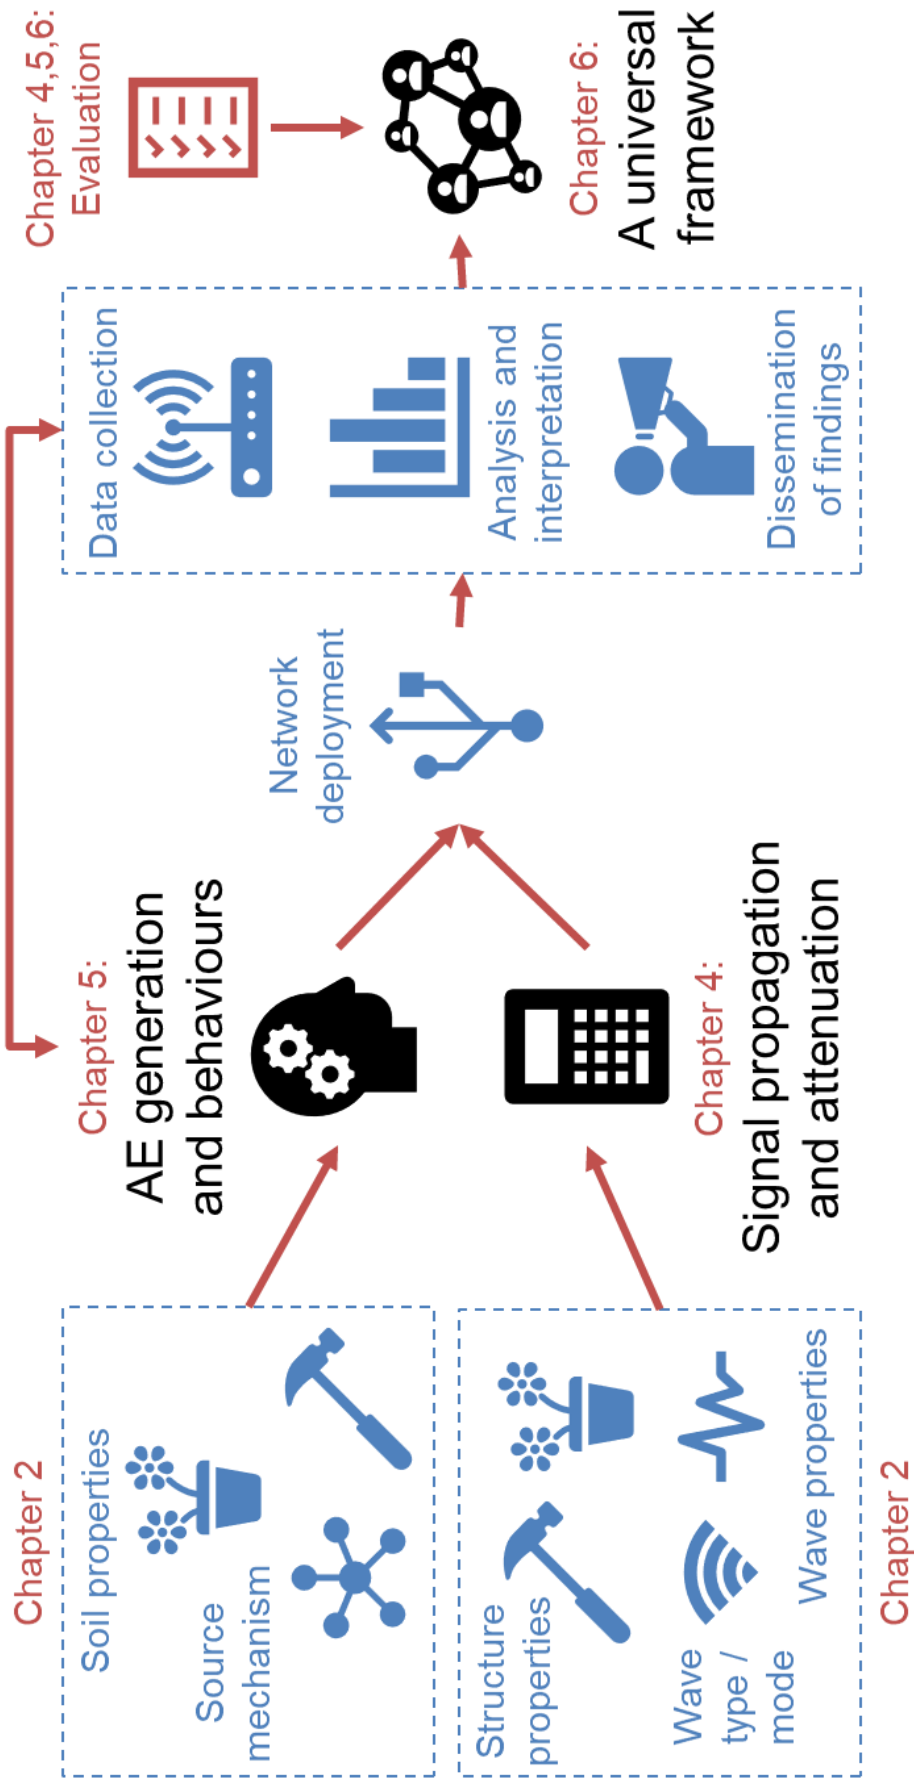 Chapter 2
Soil properties
Source
mechanism
Structure
properties
Wave
type /
mode
Wave properties
Chapter 2
Chapter 5:
AE generation
and behaviours
Chapter 4:
Signal propagation
and attenuation
Network
deployment
Data collection
Analysis and
interpretation
Dissemination
of findings
Chapter 4,5,6:
Evaluation
Chapter 6:
A universal
framework